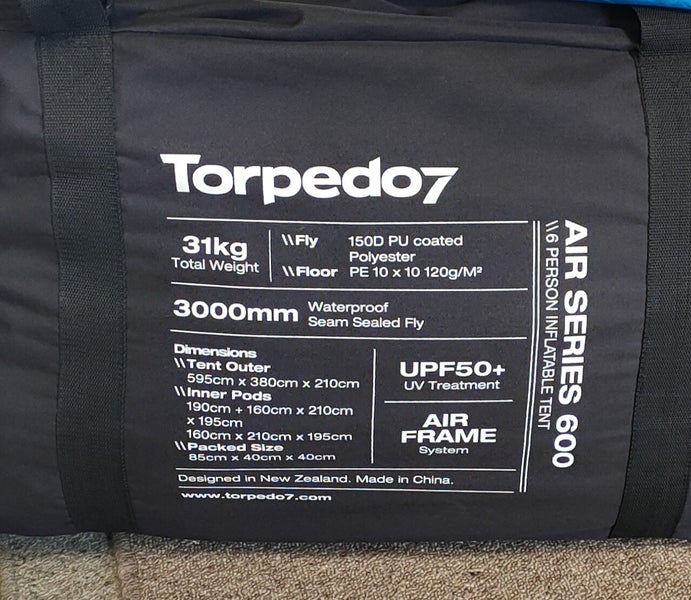 Torpedo7
31kg
Total Weight
\\Fly 150D PU coated
Polyester
\\Floor PE 10 x 10 120g/M²
3000mm
Waterproof
Seam Sealed Fly
Dimensions
\\Tent Outer
595cm x 380cm x 210cm
\\Inner Pods
190cm + 160cm x 210cm
x 195cm
160cm x 210cm x 195cm
\\Packed Size
85cm x 40cm x 40cm
UPF50+
UV Treatment
AIR
FRAME
System
Designed in New Zealand. Made in China.
www.torpedo7.com
AIR SERIES 600
\\6 PERSON INFLATABLE TENT